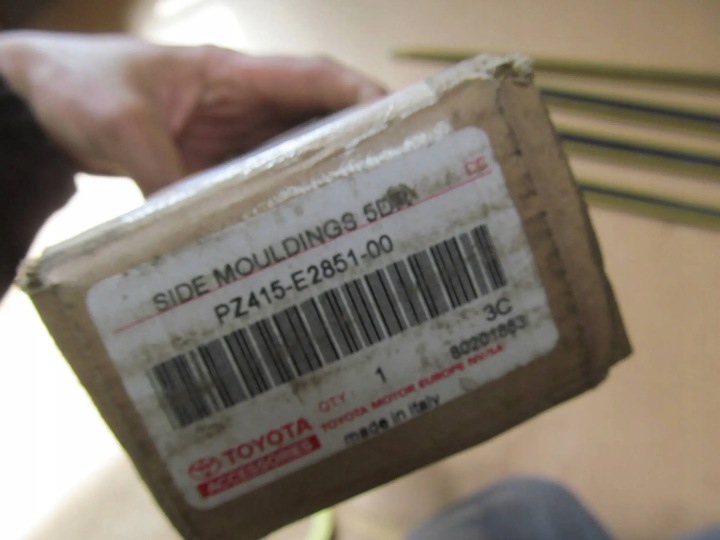 SIDE MOULDINGS 5DR
PZ415-E2851-00
3C
QTY : 1
80201863
TOYOTA MOTOR EUROPE NV/SA
made in Italy
TOYOTA
ACCESSORIES